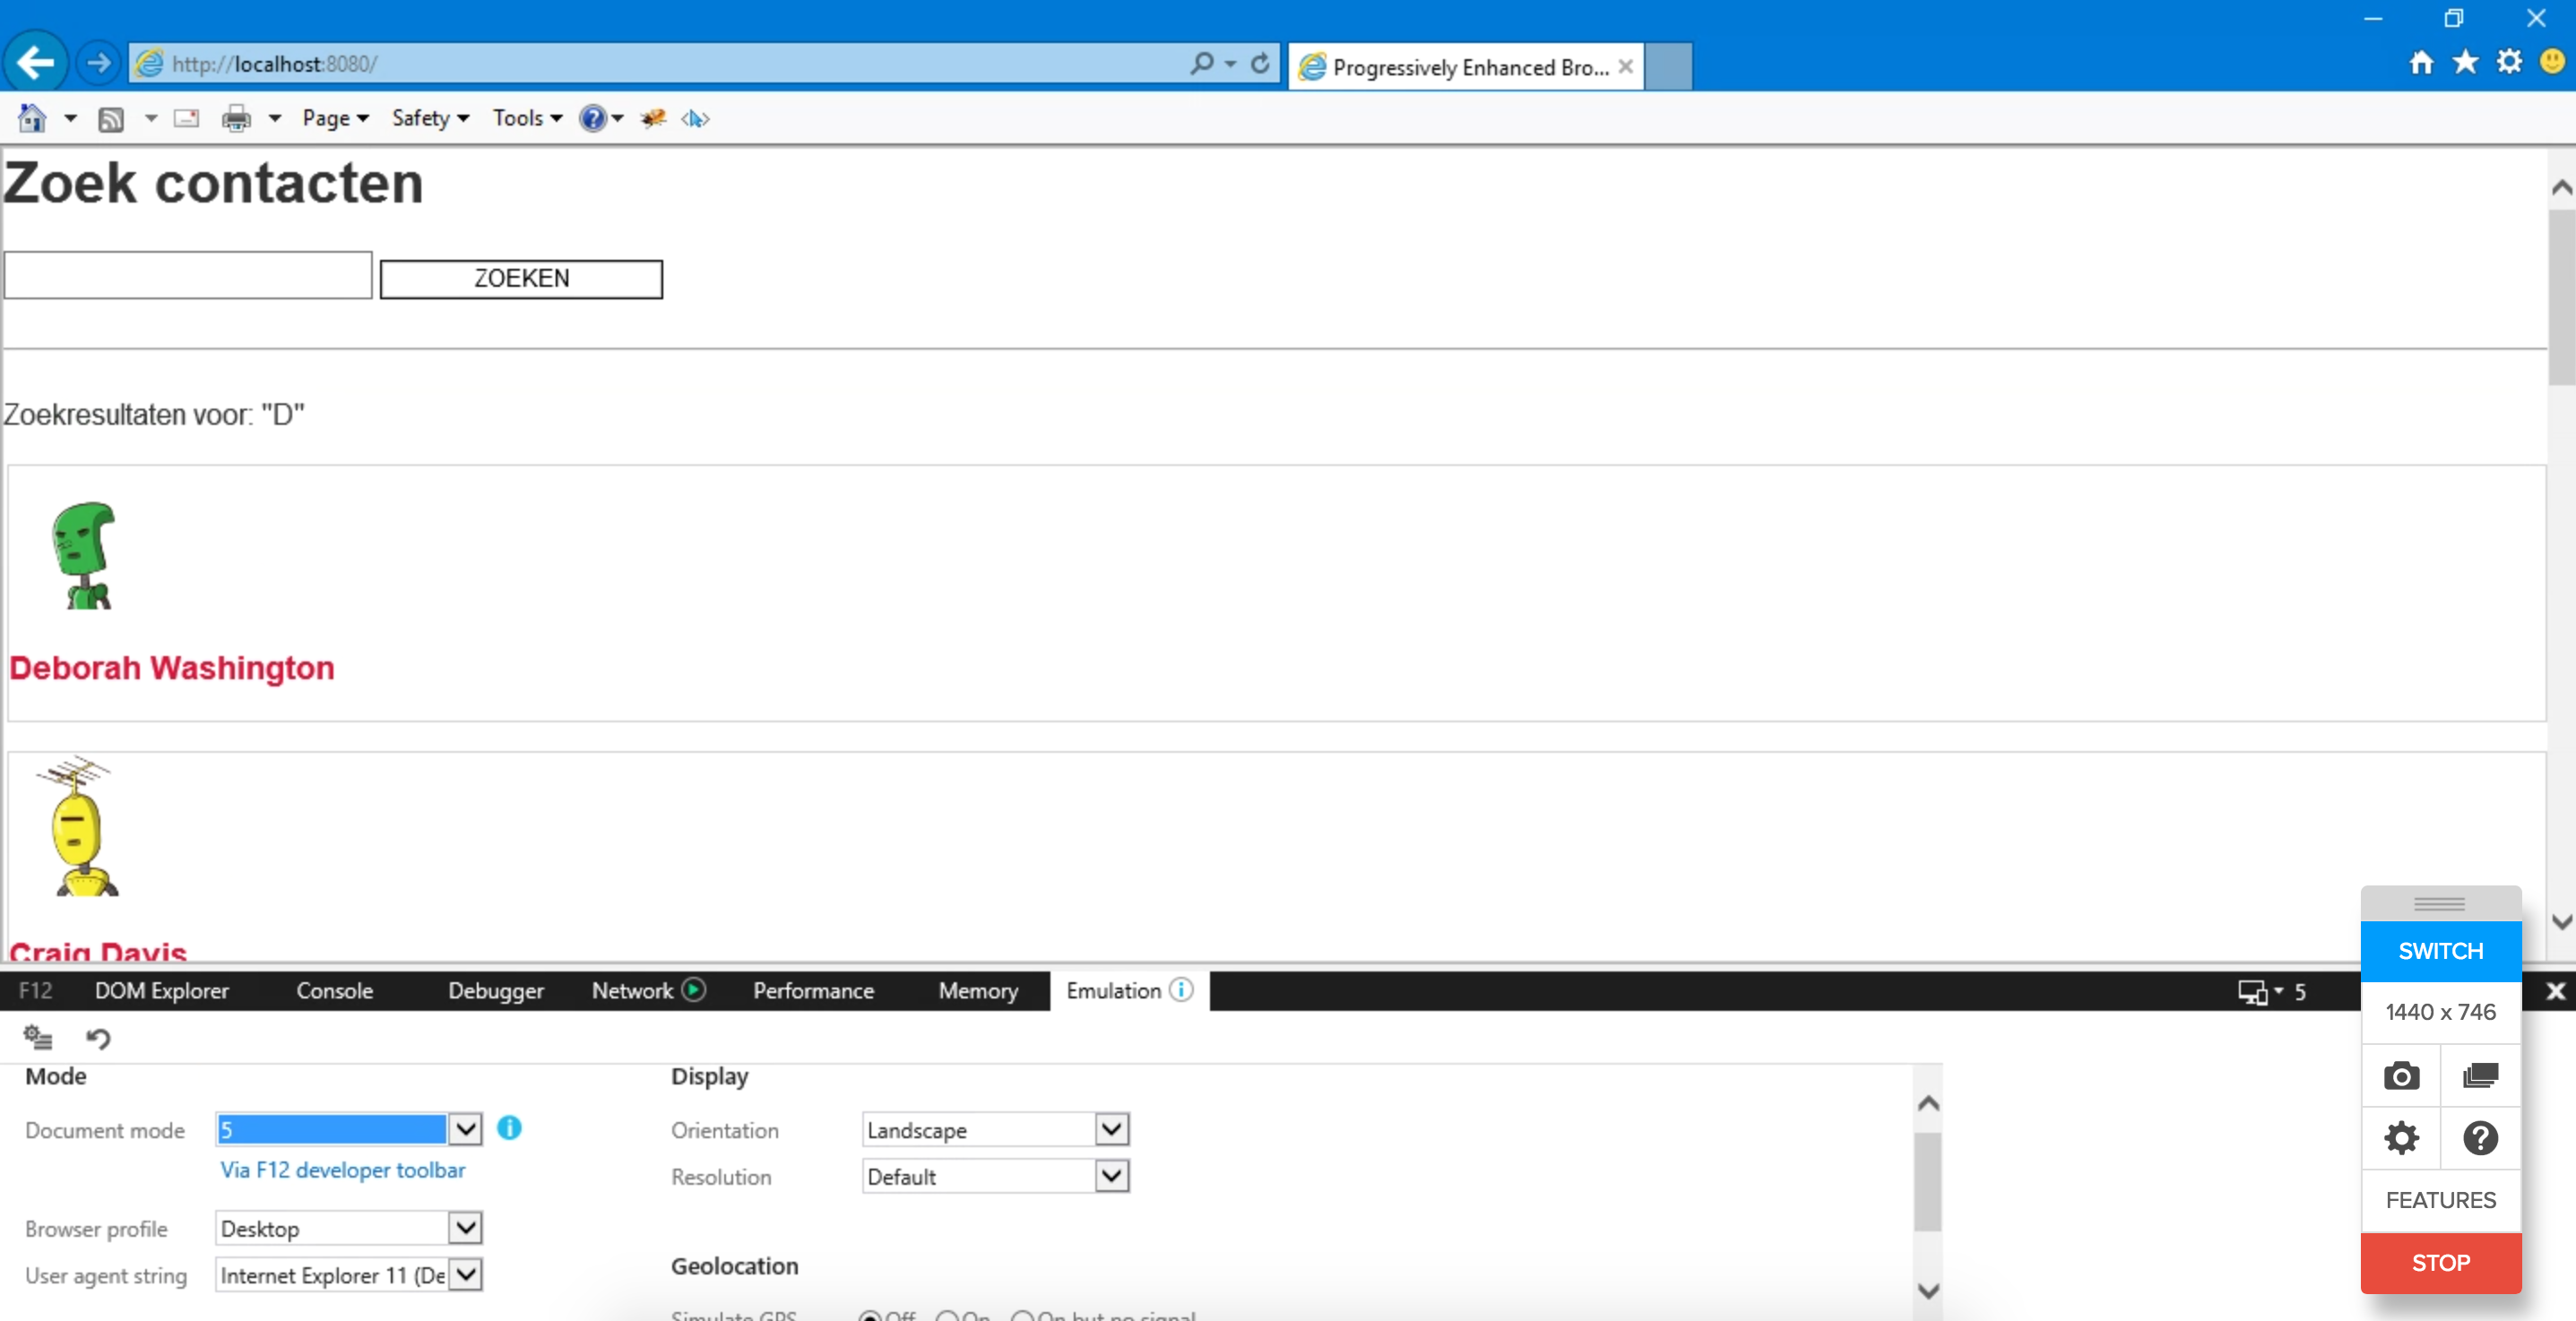 http://localhost:8080/
Progressively Enhanced Bro...
Page
Safety
Tools
Zoek contacten
ZOEKEN
Zoekresultaten voor: "D"
Deborah Washington
Craig Davis
F12 DOM Explorer Console Debugger Network Performance Memory Emulation 5
Mode
Document mode 5
Via F12 developer toolbar
Browser profile Desktop
User agent string Internet Explorer 11 (De
Display
Orientation Landscape
Resolution Default
Geolocation
Simulate GPS Off On On but no signal
SWITCH
1440 x 746
FEATURES
STOP